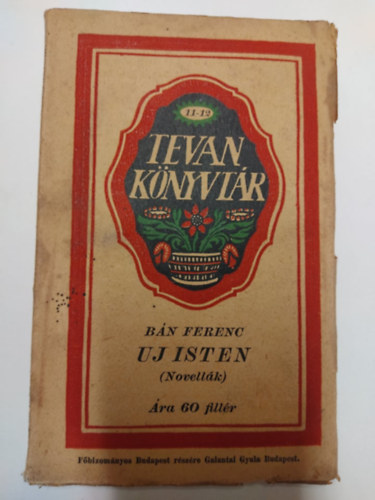 11-12
TEVAN
KÖNYVTÁR
BÁN FERENC
UJ ISTEN
(Novellák)
Ára 60 fillér
Főbizományos Budapest részére Galantai Gyula Budapest.